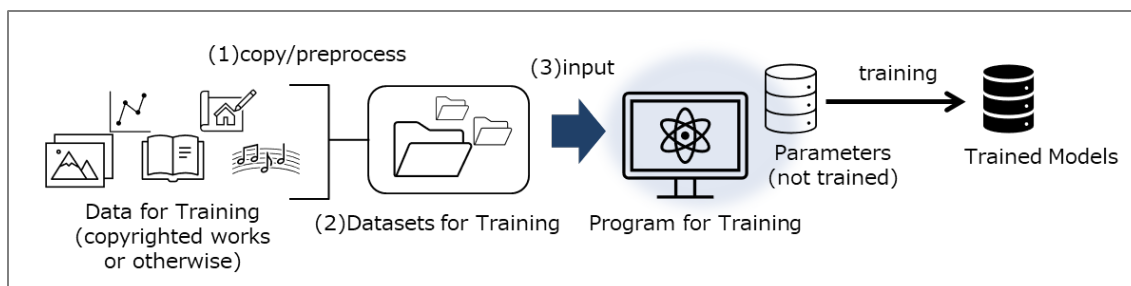 (1)copy/preprocess
Data for Training
(copyrighted works
or otherwise)
(2)Datasets for Training
(3)input
Program for Training
Parameters
(not trained)
training
Trained Models